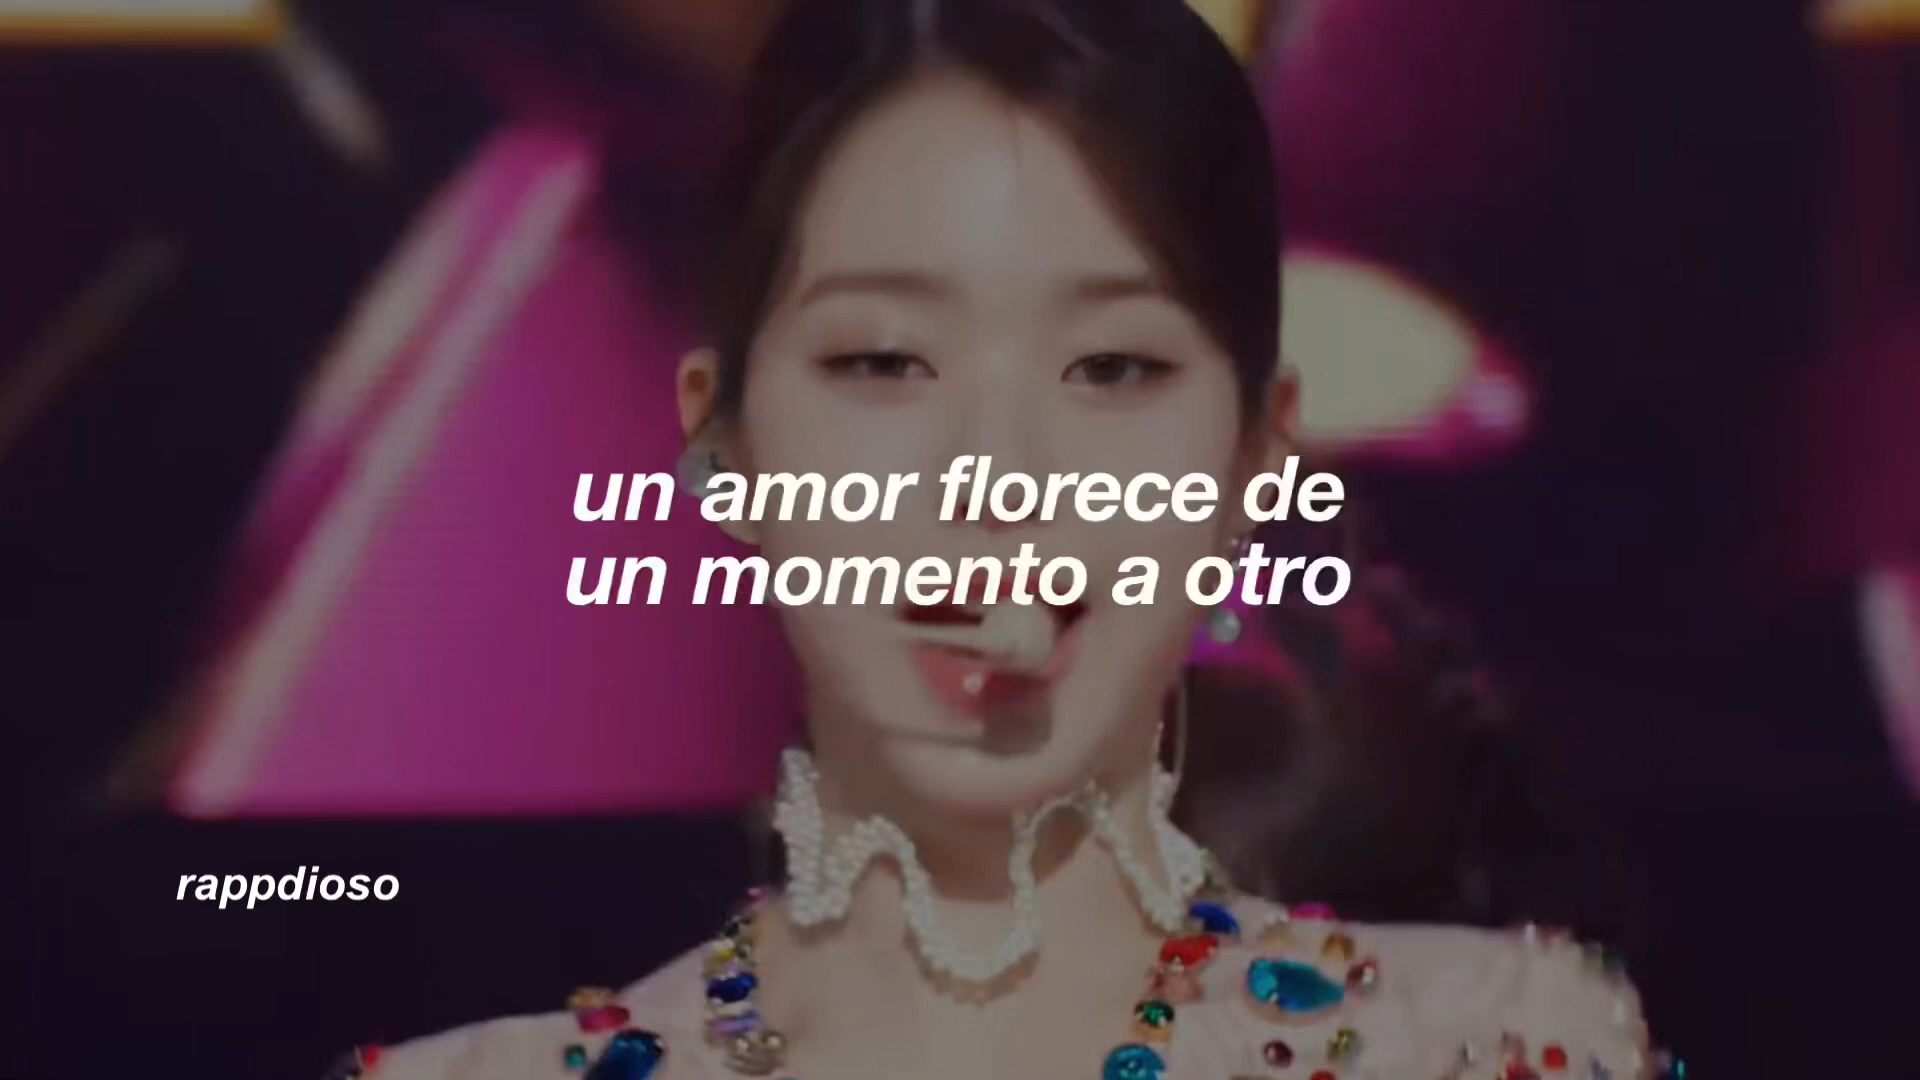 un amor florece de
un momento a otro
rappdioso